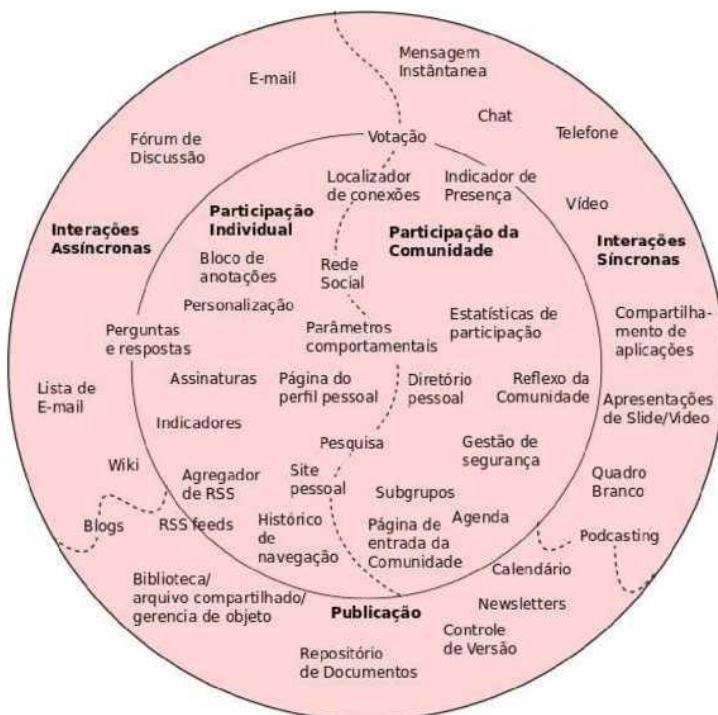 Mensagem
Instântanea
E-mail
Chat
Telefone
Votação
Fórum de
Discussão
Localizador
de conexões
Indicador de
Presença
Vídeo
Participação
Individual
Interações
Assíncronas
Participação da
Comunidade
Interações
Síncronas
Bloco de
anotações
Rede
Social
Personalização
Estatísticas de
participação
Compartilha-
mento de
aplicações
Perguntas
e respostas
Parâmetros
comportamentais
Assinaturas
Página do
perfil pessoal
Diretório
pessoal
Reflexo da
Comunidade
Lista de
E-mail
Apresentações
de Slide/Video
Indicadores
Pesquisa
Gestão de
segurança
Wiki
Agregador
de RSS
Site
pessoal
Quadro
Branco
Subgrupos
Blogs
RSS feeds
Histórico
de
navegação
Página de
entrada da
Comunidade
Agenda
Podcasting
Calendário
Biblioteca/
arquivo compartilhado/
gerencia de objeto
Publicação
Newsletters
Controle
de Versão
Repositório
de Documentos